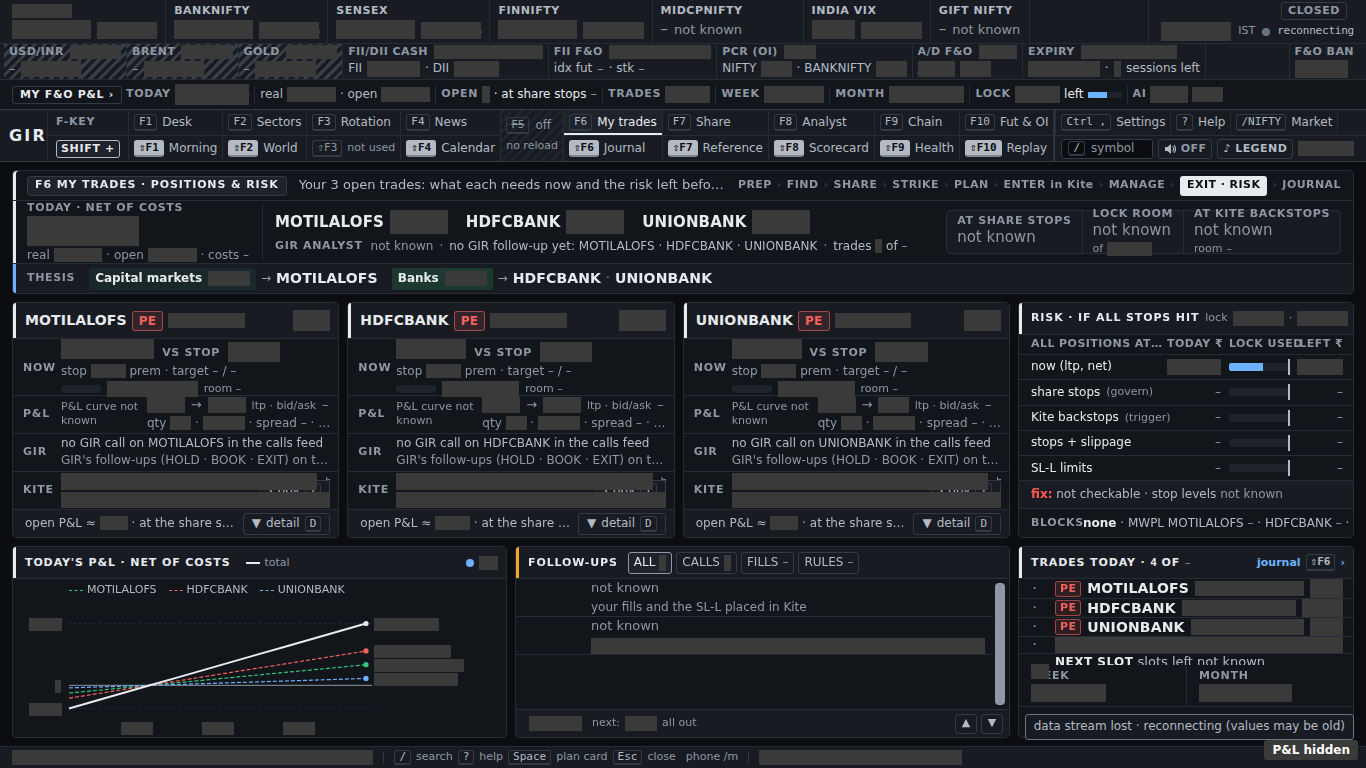 BANKNIFTY SENSEX FINNIFTY MIDCPNIFTY INDIA VIX GIFT NIFTY CLOSED
– not known – not known IST reconnecting
USD/INR BRENT GOLD FII/DII CASH FII F&O PCR (OI) A/D F&O EXPIRY F&O BAN
– – – FII · DII idx fut – · stk – NIFTY · BANKNIFTY · sessions left
MY F&O P&L › TODAY real · open OPEN · at share stops – TRADES WEEK MONTH LOCK left AI
GIR
F-KEY F1 Desk F2 Sectors F3 Rotation F4 News F5 off F6 My trades F7 Share F8 Analyst F9 Chain F10 Fut & OI Ctrl , Settings ? Help /NIFTY Market
SHIFT + ⇧F1 Morning ⇧F2 World ⇧F3 not used ⇧F4 Calendar no reload ⇧F6 Journal ⇧F7 Reference ⇧F8 Scorecard ⇧F9 Health ⇧F10 Replay / symbol OFF ♪ LEGEND
F6 MY TRADES · POSITIONS & RISK Your 3 open trades: what each needs now and the risk left befo… PREP › FIND › SHARE › STRIKE › PLAN › ENTER in Kite › MANAGE › EXIT · RISK › JOURNAL
TODAY · NET OF COSTS
real · open · costs –
MOTILALOFS HDFCBANK UNIONBANK
GIR ANALYST not known · no GIR follow-up yet: MOTILALOFS · HDFCBANK · UNIONBANK · trades of –
AT SHARE STOPS LOCK ROOM AT KITE BACKSTOPS
not known not known not known
of room –
THESIS Capital markets → MOTILALOFS Banks → HDFCBANK · UNIONBANK
MOTILALOFS PE
NOW VS STOP
stop prem · target – / –
room –
P&L P&L curve not known → ltp · bid/ask –
qty · · spread – · …
GIR no GIR call on MOTILALOFS in the calls feed
GIR's follow-ups (HOLD · BOOK · EXIT) on t…
KITE
open P&L ≈ · at the share s… ▼ detail D
HDFCBANK PE
NOW VS STOP
stop prem · target – / –
room –
P&L P&L curve not known → ltp · bid/ask –
qty · · spread – · …
GIR no GIR call on HDFCBANK in the calls feed
GIR's follow-ups (HOLD · BOOK · EXIT) on t…
KITE
open P&L ≈ · at the share … ▼ detail D
UNIONBANK PE
NOW VS STOP
stop prem · target – / –
room –
P&L P&L curve not known → ltp · bid/ask –
qty · · spread – · …
GIR no GIR call on UNIONBANK in the calls feed
GIR's follow-ups (HOLD · BOOK · EXIT) on t…
KITE
open P&L ≈ · at the share s… ▼ detail D
RISK · IF ALL STOPS HIT lock ·
ALL POSITIONS AT… TODAY ₹ LOCK USED LEFT ₹
now (ltp, net)
share stops (govern) – –
Kite backstops (trigger) – –
stops + slippage – –
SL-L limits – –
fix: not checkable · stop levels not known
BLOCKS none · MWPL MOTILALOFS – · HDFCBANK – ·
TODAY'S P&L · NET OF COSTS total
MOTILALOFS HDFCBANK UNIONBANK
FOLLOW-UPS ALL CALLS FILLS – RULES –
not known
your fills and the SL-L placed in Kite
not known
next: all out ▲ ▼
TRADES TODAY · 4 OF – journal ⇧F6 ›
· PE MOTILALOFS
· PE HDFCBANK
· PE UNIONBANK
·
NEXT SLOT slots left not known
MONTH
data stream lost · reconnecting (values may be old)
P&L hidden
/ search ? help Space plan card Esc close phone /m